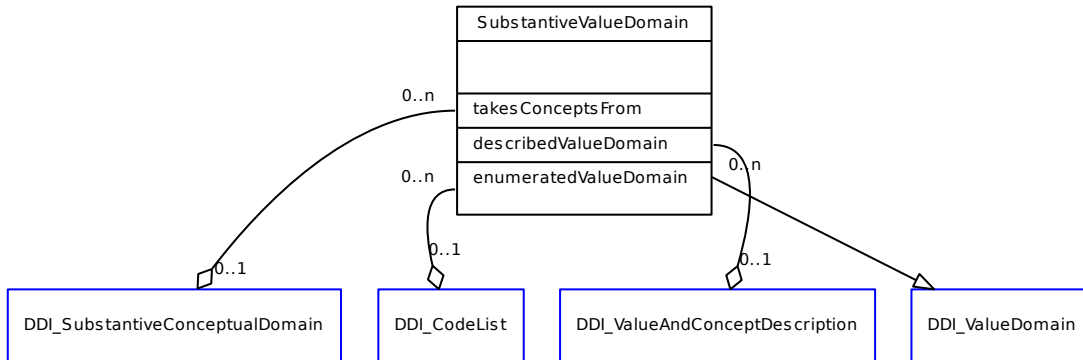 SubstantiveValueDomain
0..n
takesConceptsFrom
describedValueDomain
0..n
0..n
enumeratedValueDomain
0..1
0..1
0..1
DDI_SubstantiveConceptualDomain
DDI_CodeList
DDI_ValueAndConceptDescription
DDI_ValueDomain